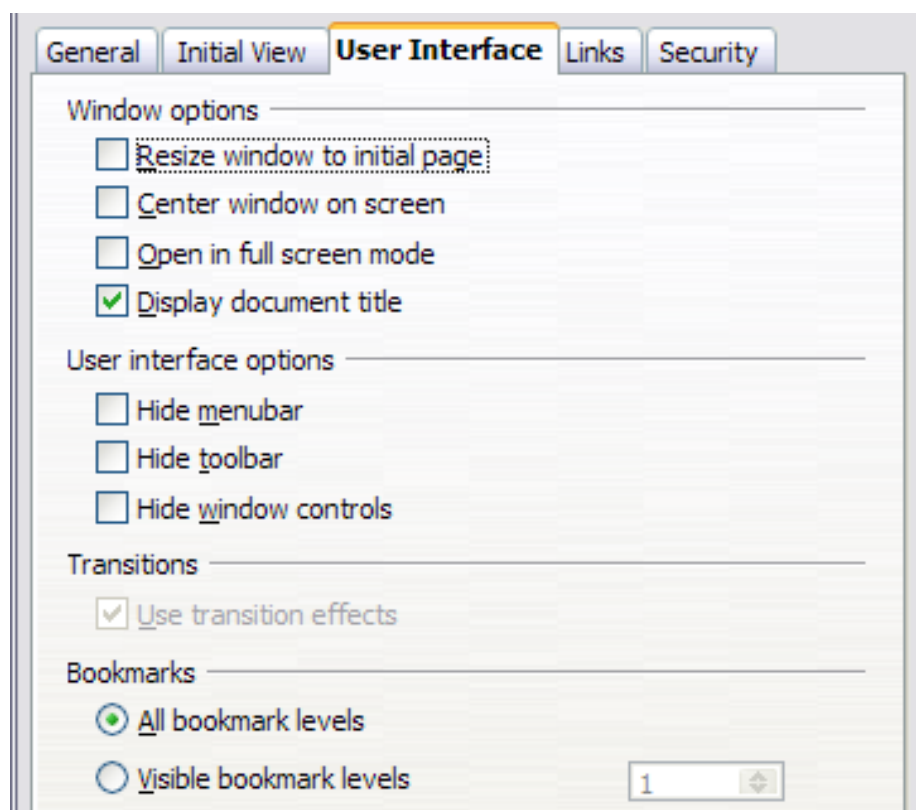 General Initial View User Interface Links Security
Window options
Resize window to initial page
Center window on screen
Open in full screen mode
Display document title
User interface options
Hide menubar
Hide toolbar
Hide window controls
Transitions
Use transition effects
Bookmarks
All bookmark levels
Visible bookmark levels 1